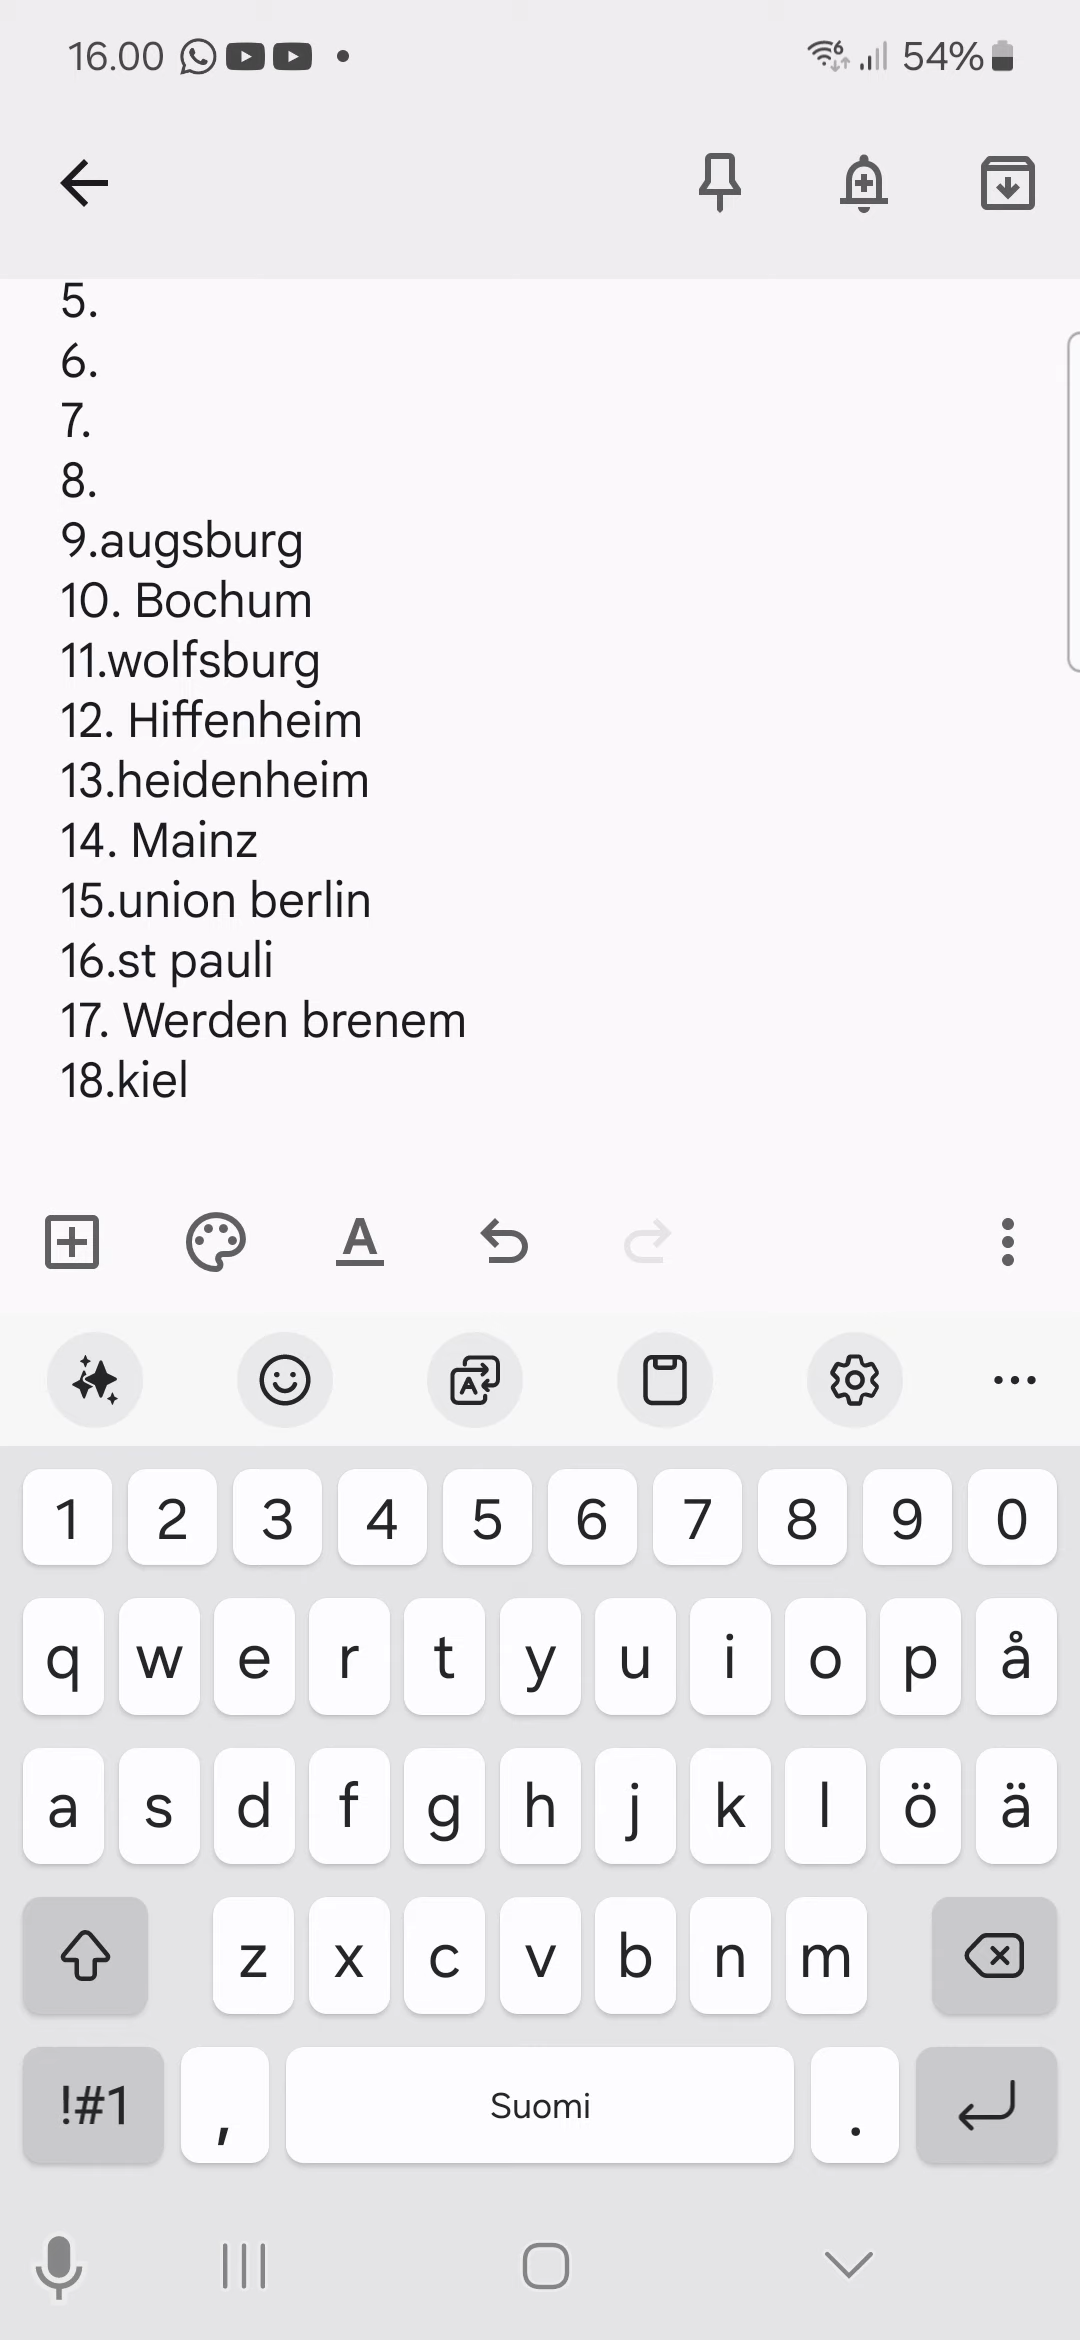 16.00 54%
5.
6.
7.
8.
9.augsburg
10. Bochum
11.wolfsburg
12. Hiffenheim
13.heidenheim
14. Mainz
15.union berlin
16.st pauli
17. Werden brenem
18.kiel
A
1 2 3 4 5 6 7 8 9 0
q w e r t y u i o p å
a s d f g h j k l ö ä
z x c v b n m
!#1 , Suomi .